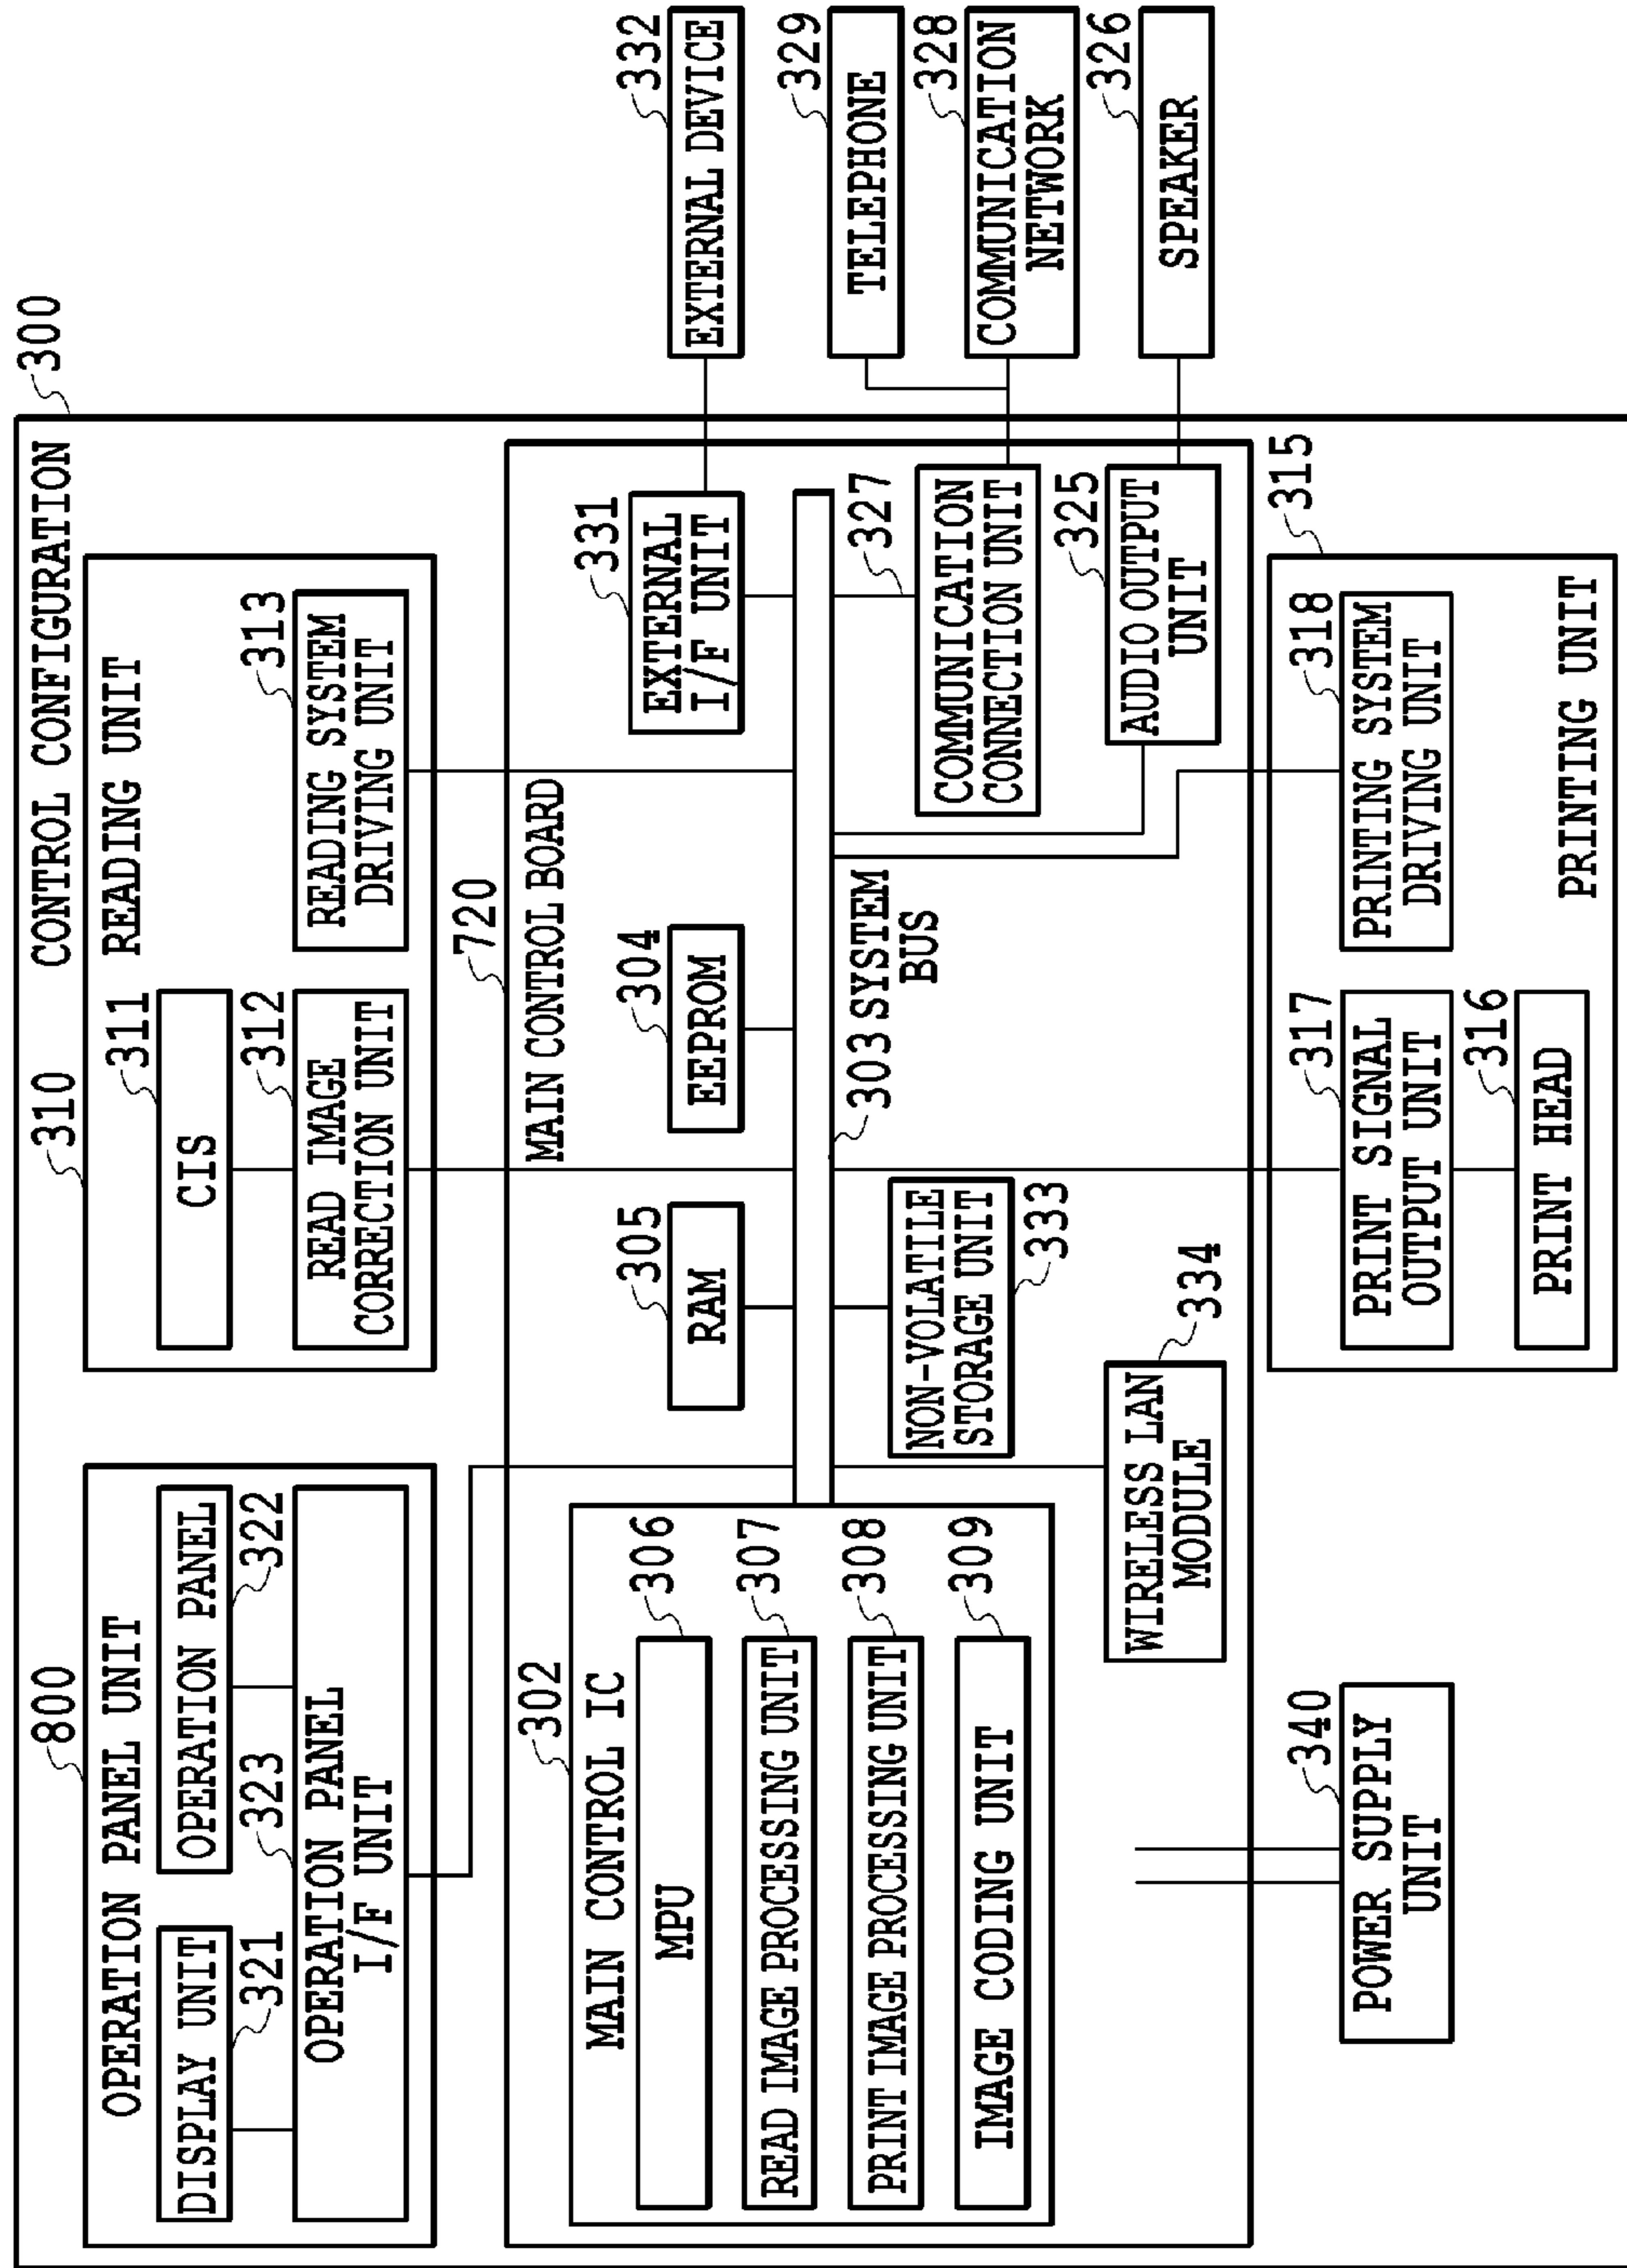 300
CONTROL CONFIGURATION
800
OPERATION PANEL UNIT
DISPLAY UNIT
321
OPERATION PANEL
322
323
OPERATION PANEL
I/F UNIT
310
READING UNIT
311
CIS
312
READ IMAGE
CORRECTION UNIT
313
READING SYSTEM
DRIVING UNIT
720
MAIN CONTROL BOARD
302
MAIN CONTROL IC
MPU
306
READ IMAGE PROCESSING UNIT
307
PRINT IMAGE PROCESSING UNIT
308
IMAGE CODING UNIT
309
305
RAM
304
EEPROM
331
EXTERNAL
I/F UNIT
332
EXTERNAL DEVICE
303 SYSTEM
BUS
NON-VOLATILE
STORAGE UNIT
333
334
WIRELESS LAN
MODULE
327
COMMUNICATION
CONNECTION UNIT
329
TELEPHONE
328
COMMUNICATION
NETWORK
325
AUDIO OUTPUT
UNIT
326
SPEAKER
340
POWER SUPPLY
UNIT
315
317
PRINT SIGNAL
OUTPUT UNIT
316
PRINT HEAD
318
PRINTING SYSTEM
DRIVING UNIT
PRINTING UNIT